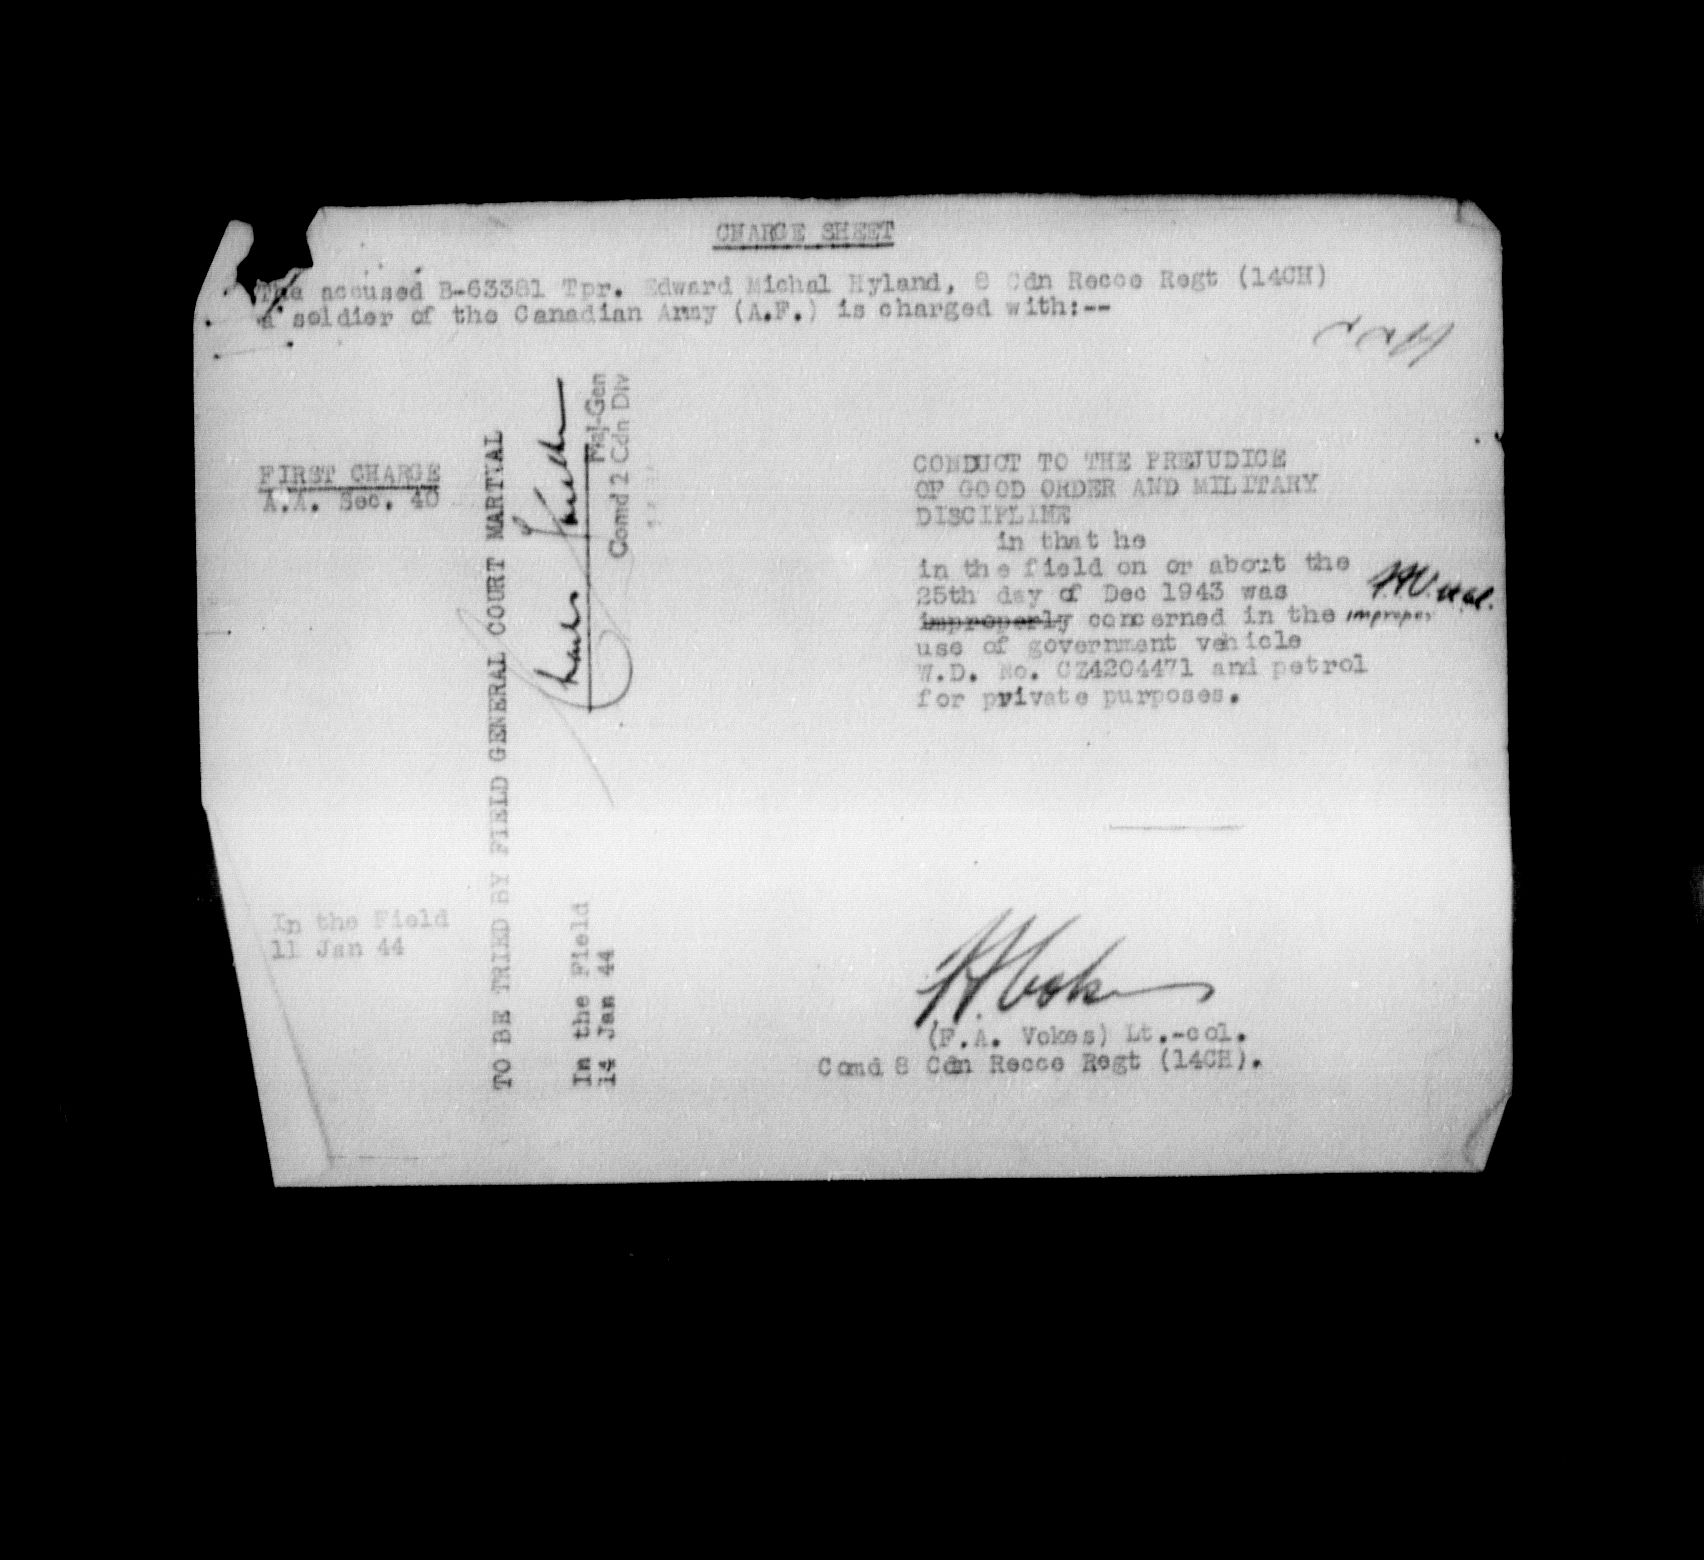 CHARGE SHEET
The accused B-63381 Tpr. Edward Michal Hyland, 8 Cdn Recce Regt (14CH)
a soldier of the Canadian Army (A.F.) is charged with:--
FIRST CHARGE
A.A. Sec. 40
TO BE TRIED BY FIELD GENERAL COURT MARTIAL
Maj-Gen
Comd 2 Cdn Div
In the Field
14 Jan 44
CONDUCT TO THE PREJUDICE
OF GOOD ORDER AND MILITARY
DISCIPLINE
in that he
in the field on or about the
25th day of Dec 1943 was
improperly concerned in the improper
use of government vehicle
W.D. No. CZ4204471 and petrol
for private purposes.
In the Field
11 Jan 44
(F.A. Vokes) Lt.-col.
Comd 8 Cdn Recce Regt (14CH).